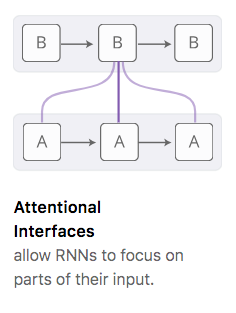 B B B
A A A
Attentional
Interfaces
allow RNNs to focus on
parts of their input.